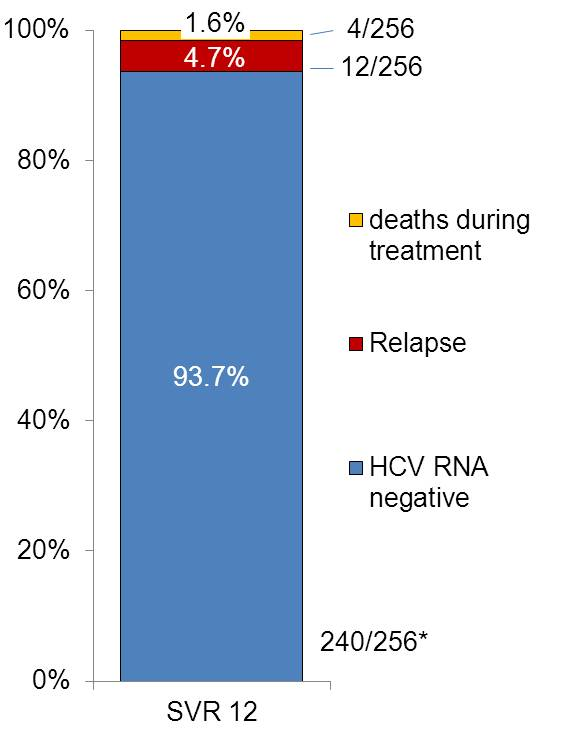 100%
1.6%
4/256
4.7%
12/256
80%
deaths during
treatment
60%
Relapse
93.7%
40%
HCV RNA
negative
20%
240/256*
0%
SVR 12